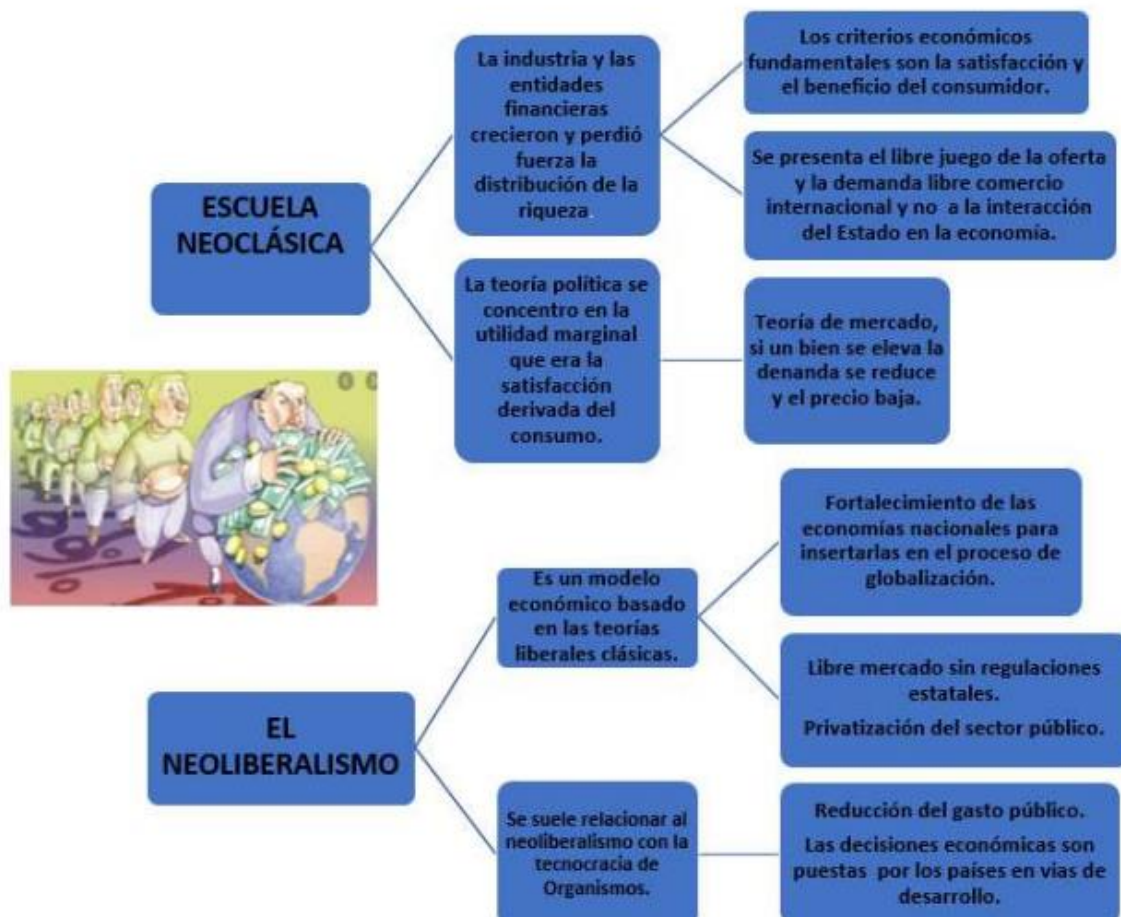 ESCUELA
NEOCLÁSICA
La industria y las
entidades
financieras
crecieron y perdió
fuerza la
distribución de la
riqueza.
Los criterios económicos
fundamentales son la satisfacción y
el beneficio del consumidor.
Se presenta el libre juego de la oferta
y la demanda libre comercio
internacional y no a la interacción
del Estado en la economía.
La teoría política se
concentro en la
utilidad marginal
que era la
satisfacción
derivada del
consumo.
Teoría de mercado,
si un bien se eleva la
denanda se reduce
y el precio baja.
EL
NEOLIBERALISMO
Es un modelo
económico basado
en las teorías
liberales clásicas.
Fortalecimiento de las
economías nacionales para
insertarlas en el proceso de
globalización.
Libre mercado sin regulaciones
estatales.
Privatización del sector público.
Se suele relacionar al
neoliberalismo con la
tecnocracia de
Organismos.
Reducción del gasto público.
Las decisiones económicas son
puestas por los países en vias de
desarrollo.